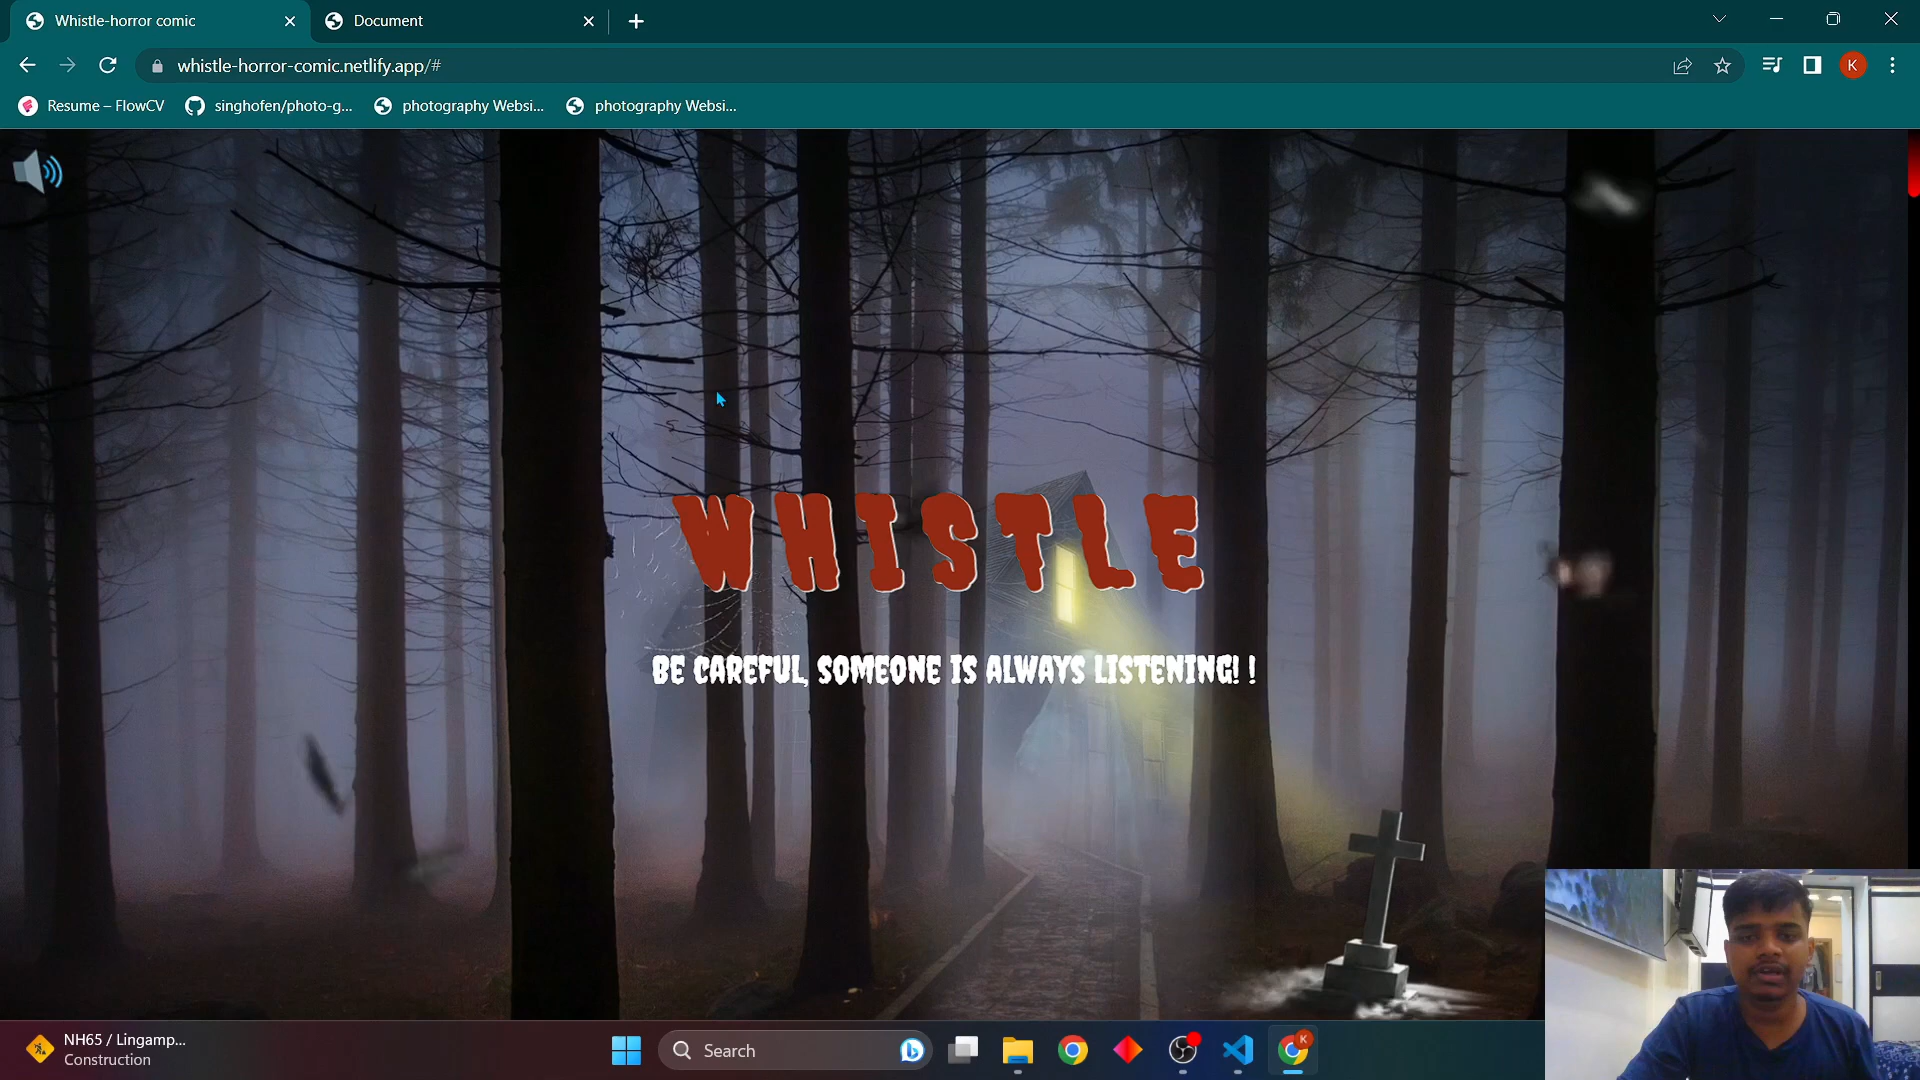 Whistle-horror comic
Document
whistle-horror-comic.netlify.app/#
K
Resume – FlowCV
singhofen/photo-g...
photography Websi...
photography Websi...
WHISTLE
BE CAREFUL, SOMEONE IS ALWAYS LISTENING! !
NH65 / Lingamp...
Construction
Search
K